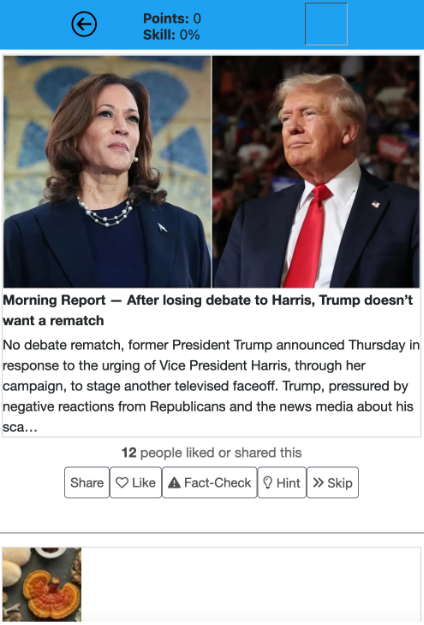 Points: 0
Skill: 0%
Morning Report — After losing debate to Harris, Trump doesn't
want a rematch
No debate rematch, former President Trump announced Thursday in
response to the urging of Vice President Harris, through her
campaign, to stage another televised faceoff. Trump, pressured by
negative reactions from Republicans and the news media about his
sca…
12 people liked or shared this
Share Like Fact-Check Hint Skip